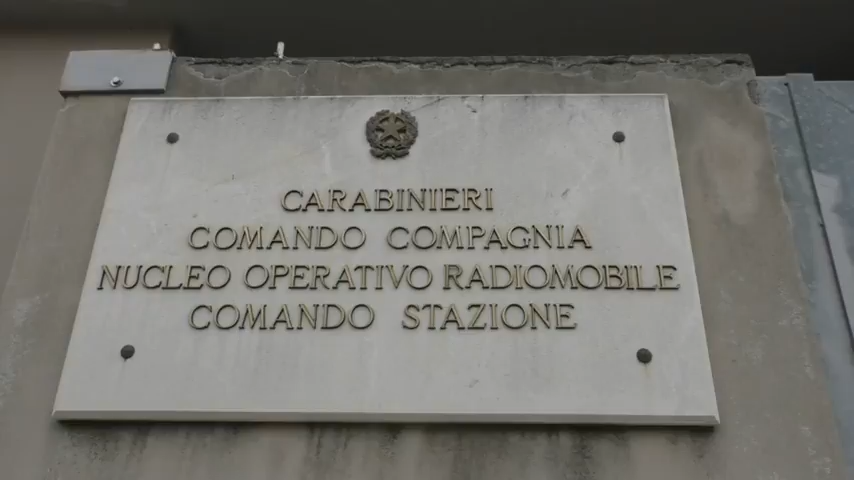 CARABINIERI
COMANDO COMPAGNIA
NUCLEO OPERATIVO RADIOMOBILE
COMANDO STAZIONE